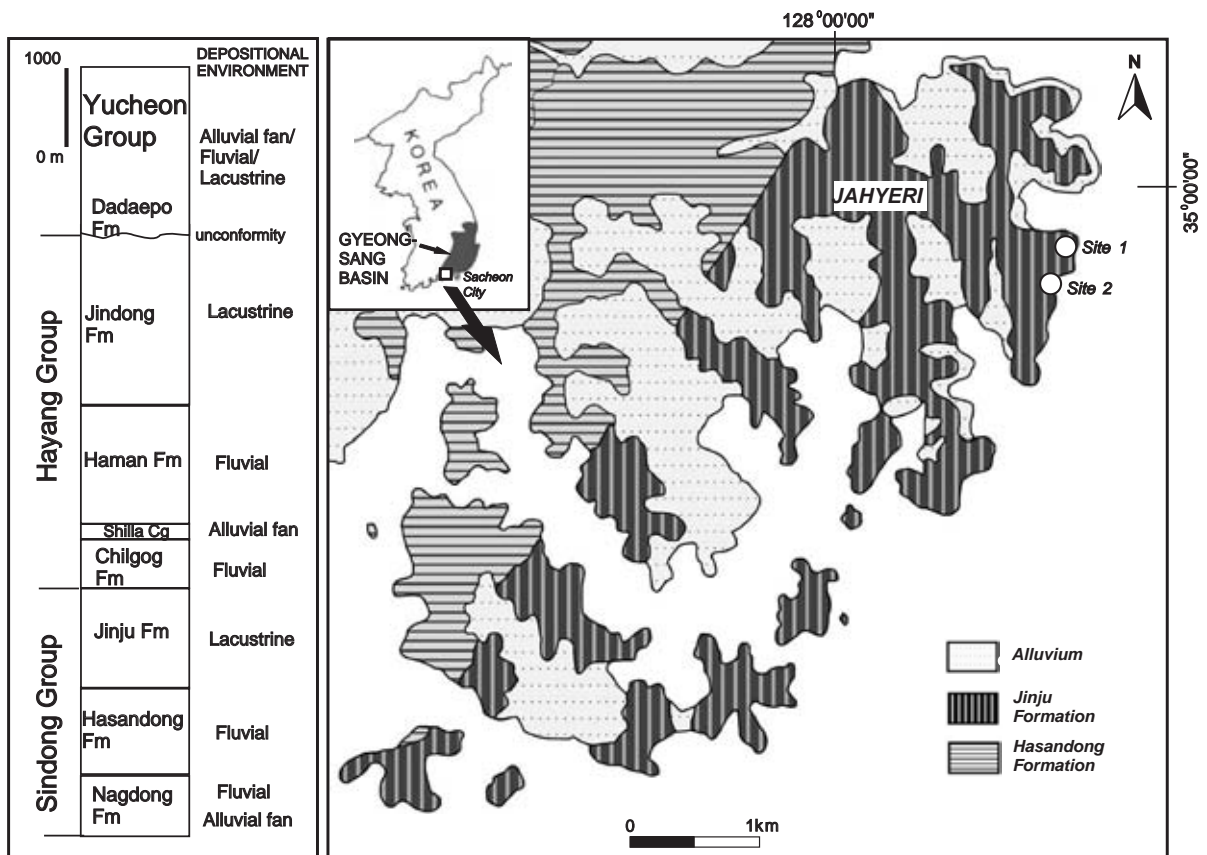 1000
0 m
DEPOSITIONAL
ENVIRONMENT
Yucheon
Group
Alluvial fan/
Fluvial/
Lacustrine
Dadaepo
Fm
unconformity
Hayang Group
Jindong
Fm
Lacustrine
Haman Fm
Fluvial
Shilla Cg
Alluvial fan
Chilgog
Fm
Fluvial
Sindong Group
Jinju Fm
Lacustrine
Hasandong
Fm
Fluvial
Nagdong
Fm
Fluvial
Alluvial fan
128°00'00"
35°00'00"
N
KOREA
GYEONG-
SANG
BASIN
Sacheon
City
JAHYERI
Site 1
Site 2
Alluvium
Jinju
Formation
Hasandong
Formation
0 1km